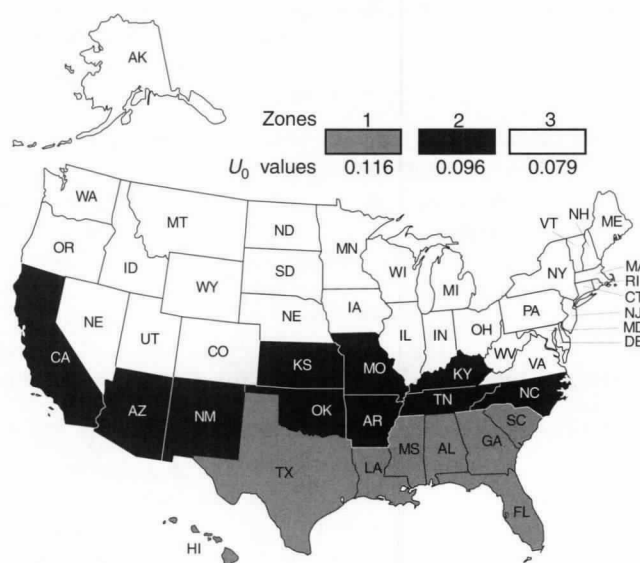 AK
Zones 1 2 3
U0 values 0.116 0.096 0.079
WA
MT
ND
MN
VT
NH
ME
OR
ID
WY
SD
WI
MI
NY
MA
RI
CT
NJ
MD
DE
NE
UT
CO
NE
IA
IL
IN
OH
PA
WV
VA
CA
AZ
NM
KS
OK
MO
AR
KY
TN
NC
TX
LA
MS
AL
GA
SC
FL
HI